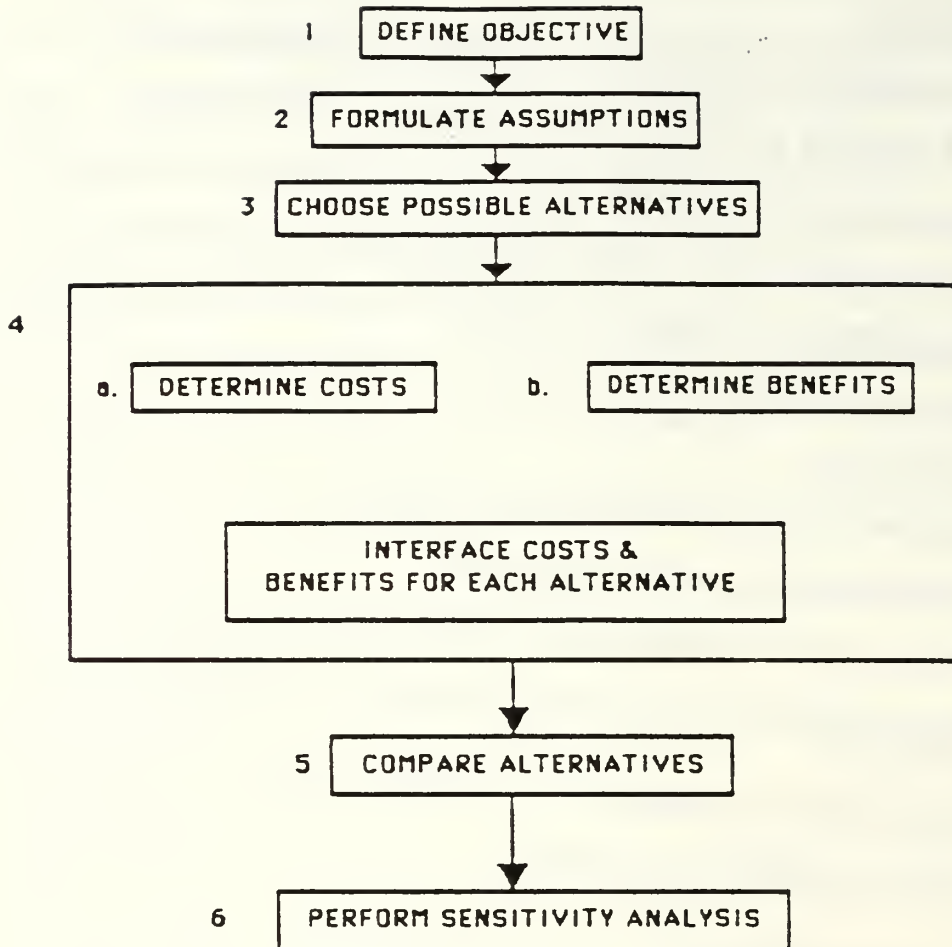 1 DEFINE OBJECTIVE
2 FORMULATE ASSUMPTIONS
3 CHOOSE POSSIBLE ALTERNATIVES
4
a. DETERMINE COSTS b. DETERMINE BENEFITS
INTERFACE COSTS &
BENEFITS FOR EACH ALTERNATIVE
5 COMPARE ALTERNATIVES
6 PERFORM SENSITIVITY ANALYSIS